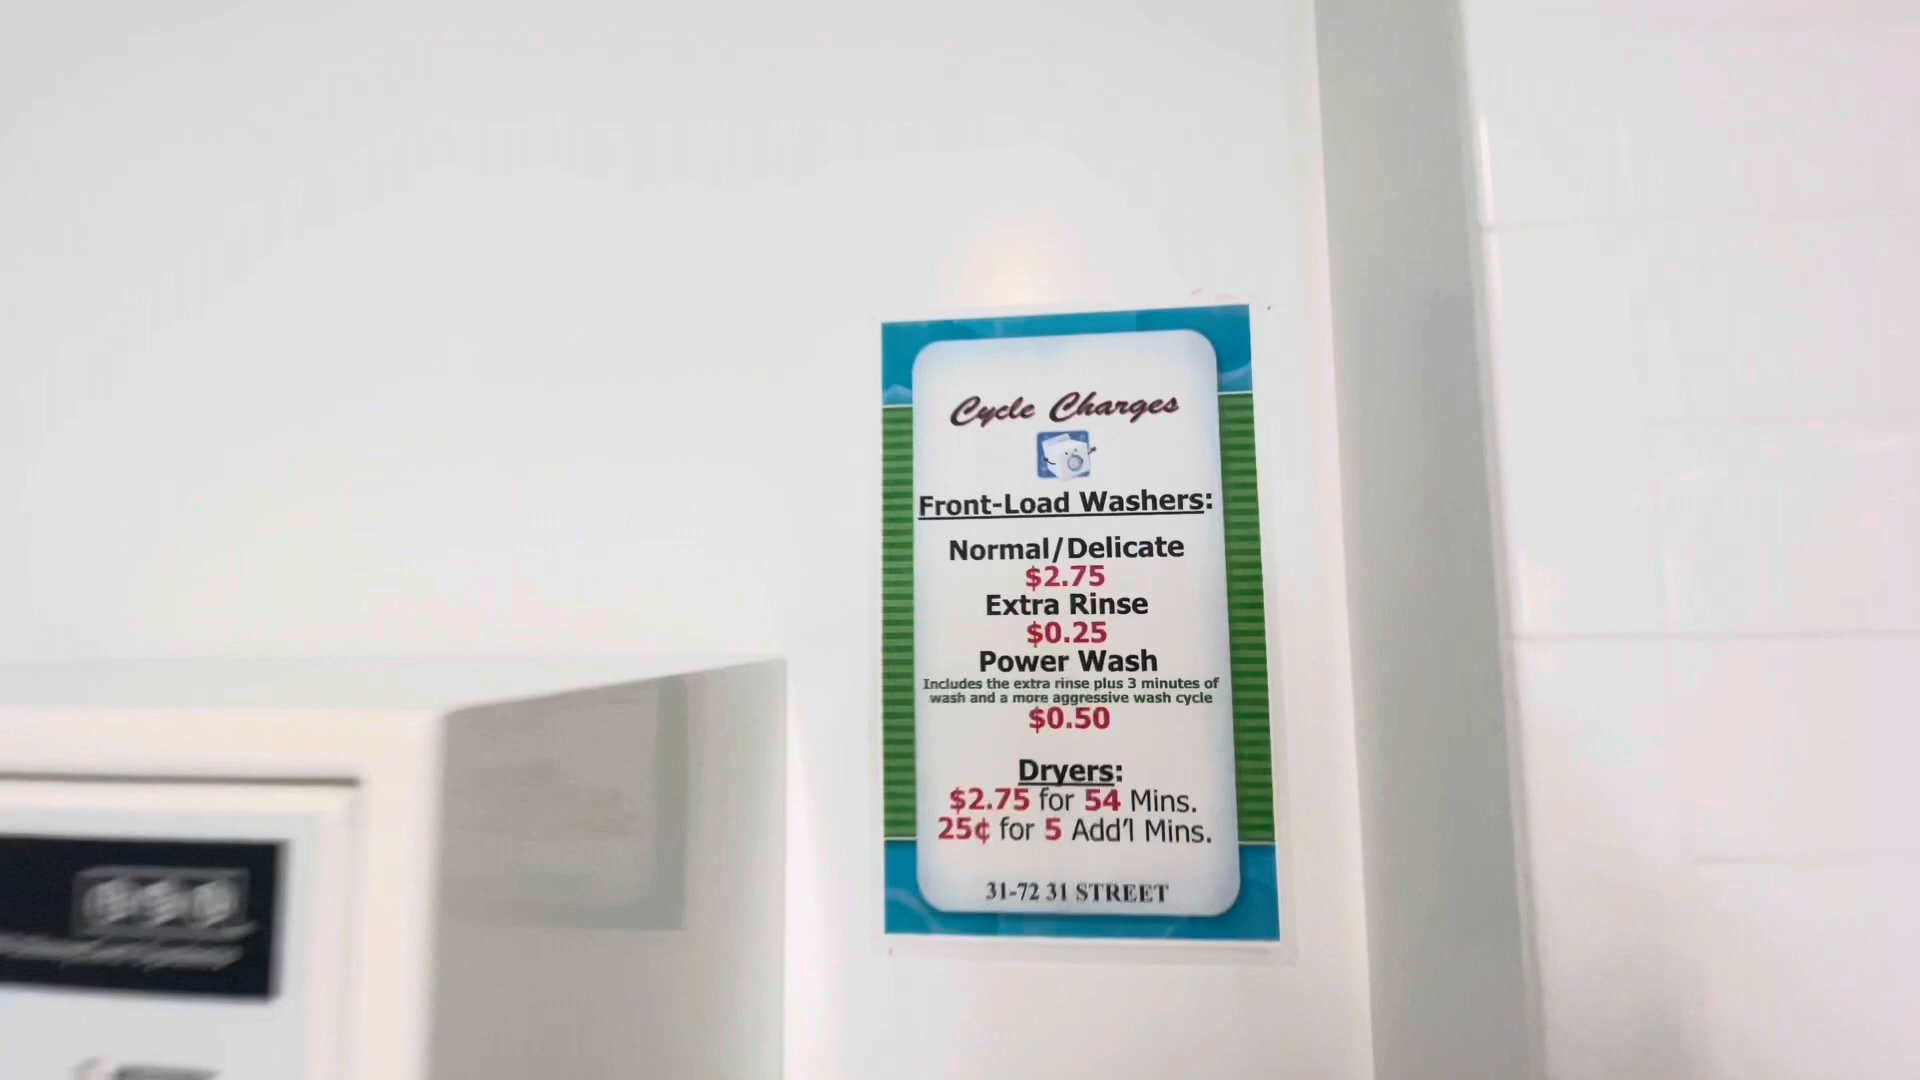 Cycle Charges
Front-Load Washers:
Normal/Delicate
$2.75
Extra Rinse
$0.25
Power Wash
Includes the extra rinse plus 3 minutes of
wash and a more aggressive wash cycle
$0.50
Dryers:
$2.75 for 54 Mins.
25¢ for 5 Add'l Mins.
31-72 31 STREET